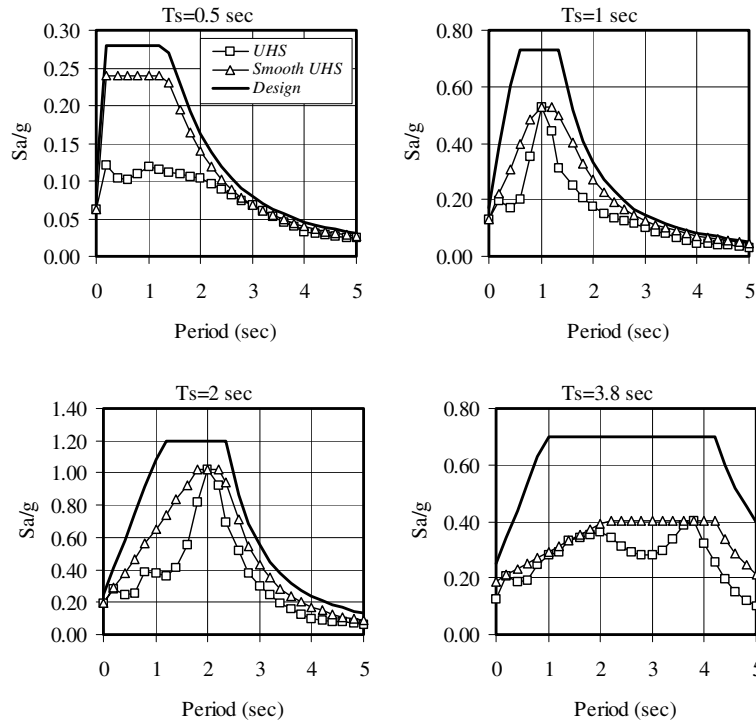 Ts=0.5 sec
0.30
0.25
0.20
0.15
0.10
0.05
0.00
Sa/g
UHS
Smooth UHS
Design
0 1 2 3 4 5
Period (sec)
Ts=1 sec
0.80
0.60
0.40
0.20
0.00
Sa/g
0 1 2 3 4 5
Period (sec)
Ts=2 sec
1.40
1.20
1.00
0.80
0.60
0.40
0.20
0.00
Sa/g
0 1 2 3 4 5
Period (sec)
Ts=3.8 sec
0.80
0.60
0.40
0.20
0.00
Sa/g
0 1 2 3 4 5
Period (sec)